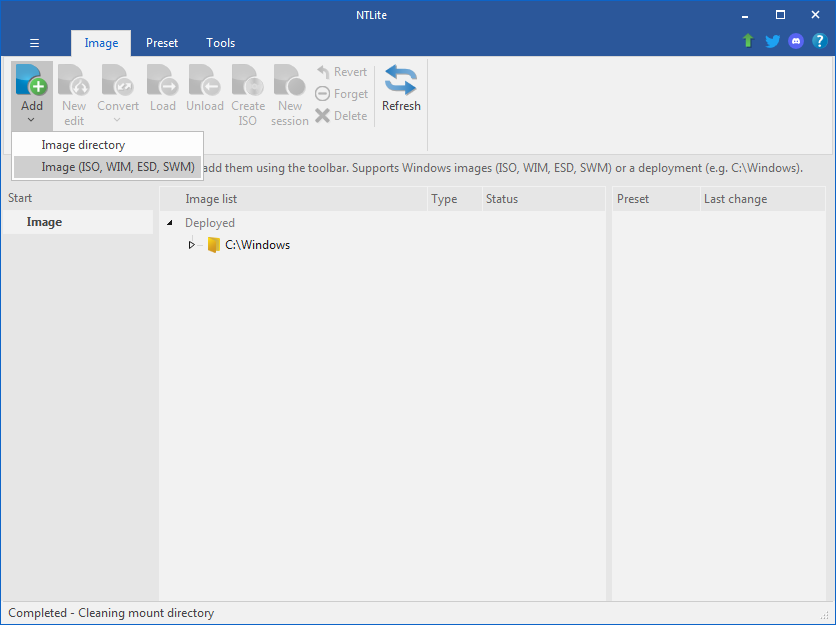 NTLite
Image Preset Tools
Add New edit Convert Load Unload Create ISO New session Revert Forget Delete Refresh
Image directory
Image (ISO, WIM, ESD, SWM)
add them using the toolbar. Supports Windows images (ISO, WIM, ESD, SWM) or a deployment (e.g. C:\Windows).
Start
Image
Image list Type Status
Deployed
C:\Windows
Preset Last change
Completed - Cleaning mount directory